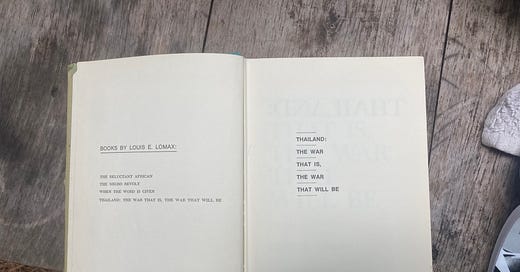 BOOKS BY LOUIS E. LOMAX:
THE RELUCTANT AFRICAN
THE NEGRO REVOLT
WHEN THE WORD IS GIVEN
THAILAND: THE WAR THAT IS, THE WAR THAT WILL BE
THAILAND:
THE WAR
THAT IS,
THE WAR
THAT WILL BE